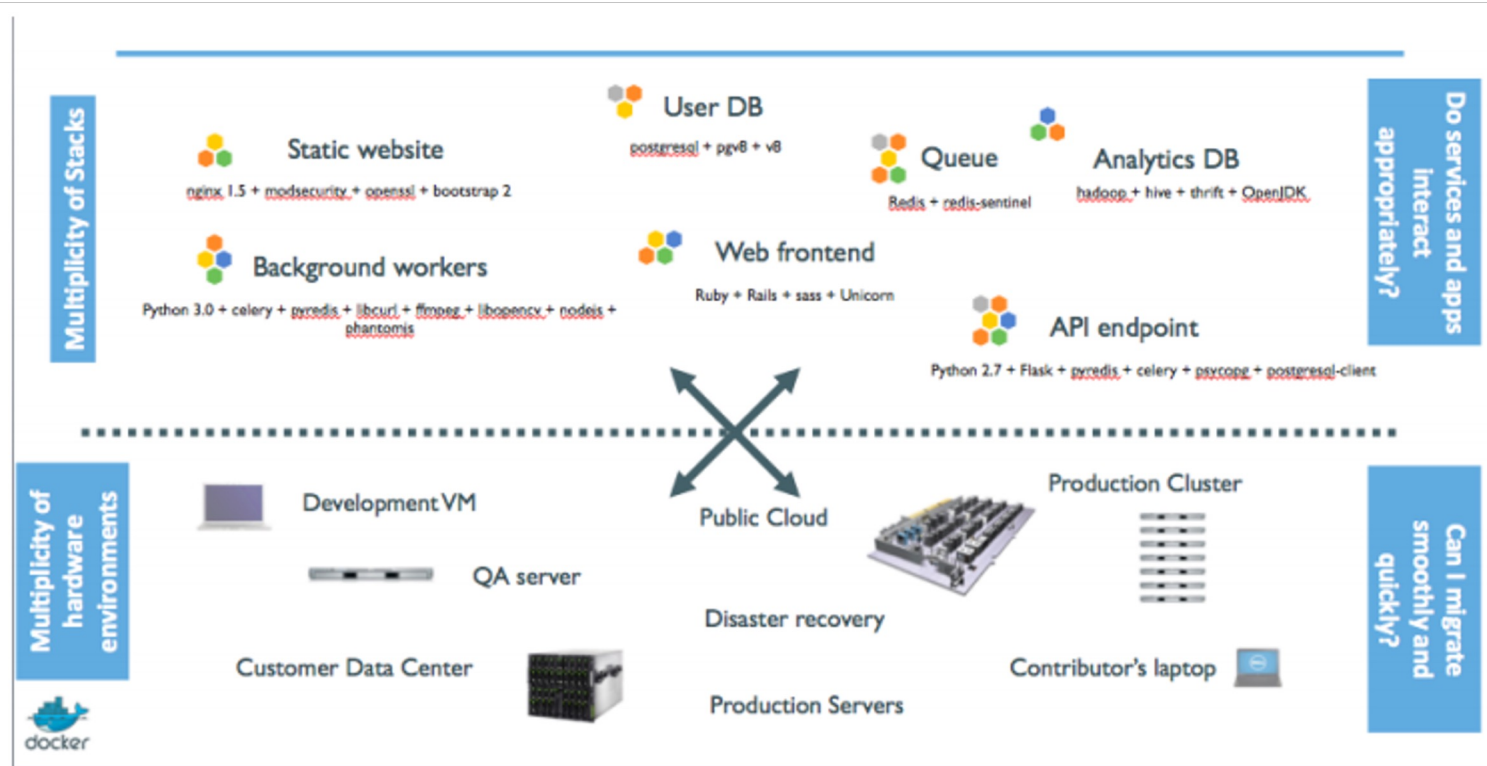 Multiplicity of Stacks
Static website
nginx 1.5 + modsecurity + openssl + bootstrap 2
User DB
postgresql + pgv8 + v8
Queue
Redis + redis-sentinel
Analytics DB
hadoop + hive + thrift + OpenJDK
Background workers
Python 3.0 + celery + pyredis + libcurl + ffmpeg + libopencv + nodejs +
phantomjs
Web frontend
Ruby + Rails + sass + Unicorn
API endpoint
Python 2.7 + Flask + pyredis + celery + psycopg + postgresql-client
Do services and apps
interact
appropriately?
Multiplicity of
hardware
environments
Development VM
QA server
Customer Data Center
Public Cloud
Disaster recovery
Production Servers
Production Cluster
Contributor's laptop
Can I migrate
smoothly and
quickly?
docker